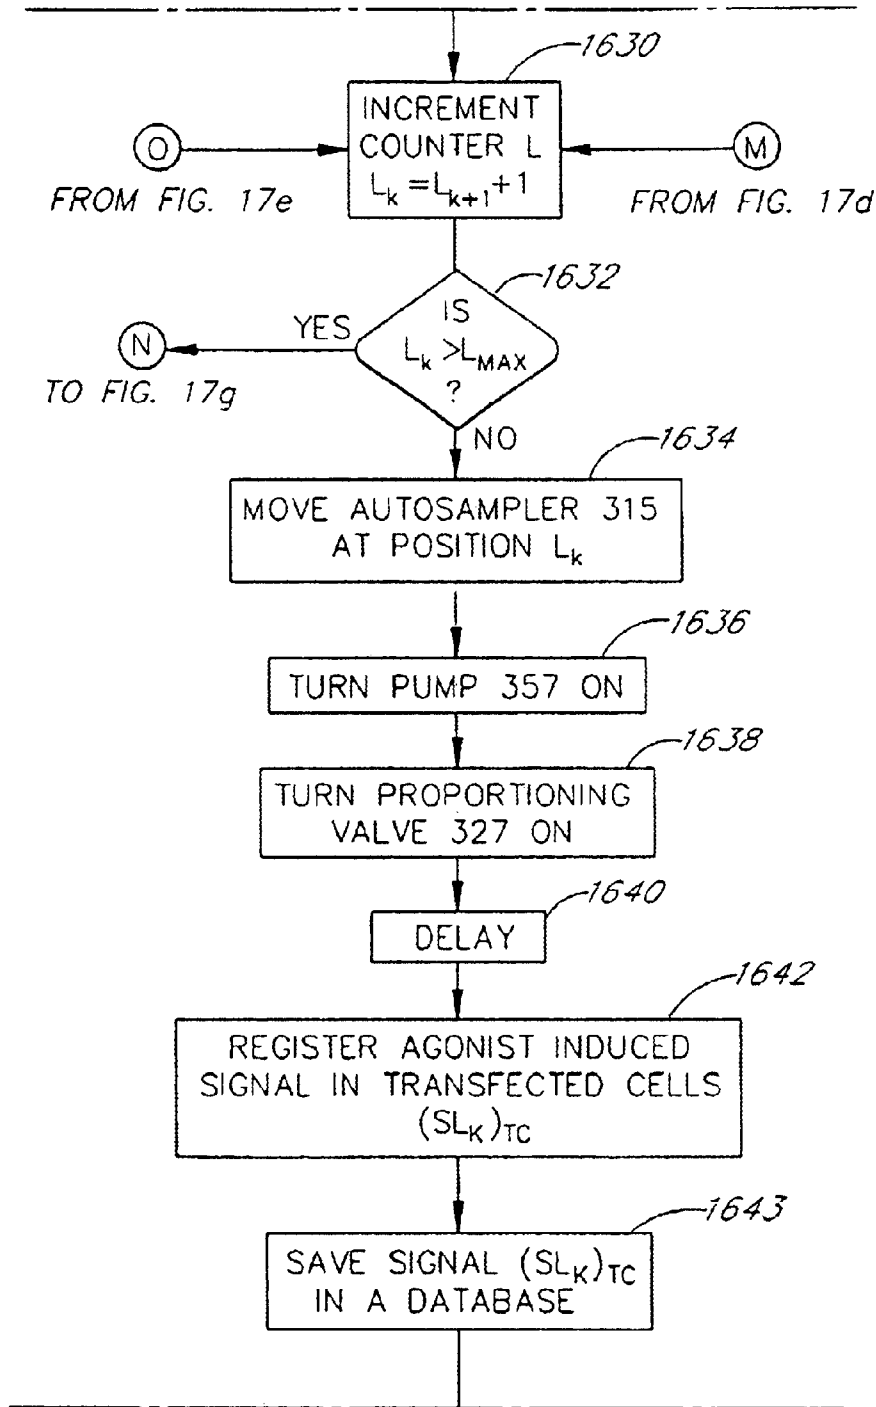 1630
INCREMENT
COUNTER L
Lk =Lk+1+1
O
FROM FIG. 17e
M
FROM FIG. 17d
1632
IS
Lk >LMAX
?
YES
N
TO FIG. 17g
NO
1634
MOVE AUTOSAMPLER 315
AT POSITION Lk
1636
TURN PUMP 357 ON
1638
TURN PROPORTIONING
VALVE 327 ON
1640
DELAY
1642
REGISTER AGONIST INDUCED
SIGNAL IN TRANSFECTED CELLS
(SLK)TC
1643
SAVE SIGNAL (SLK)TC
IN A DATABASE